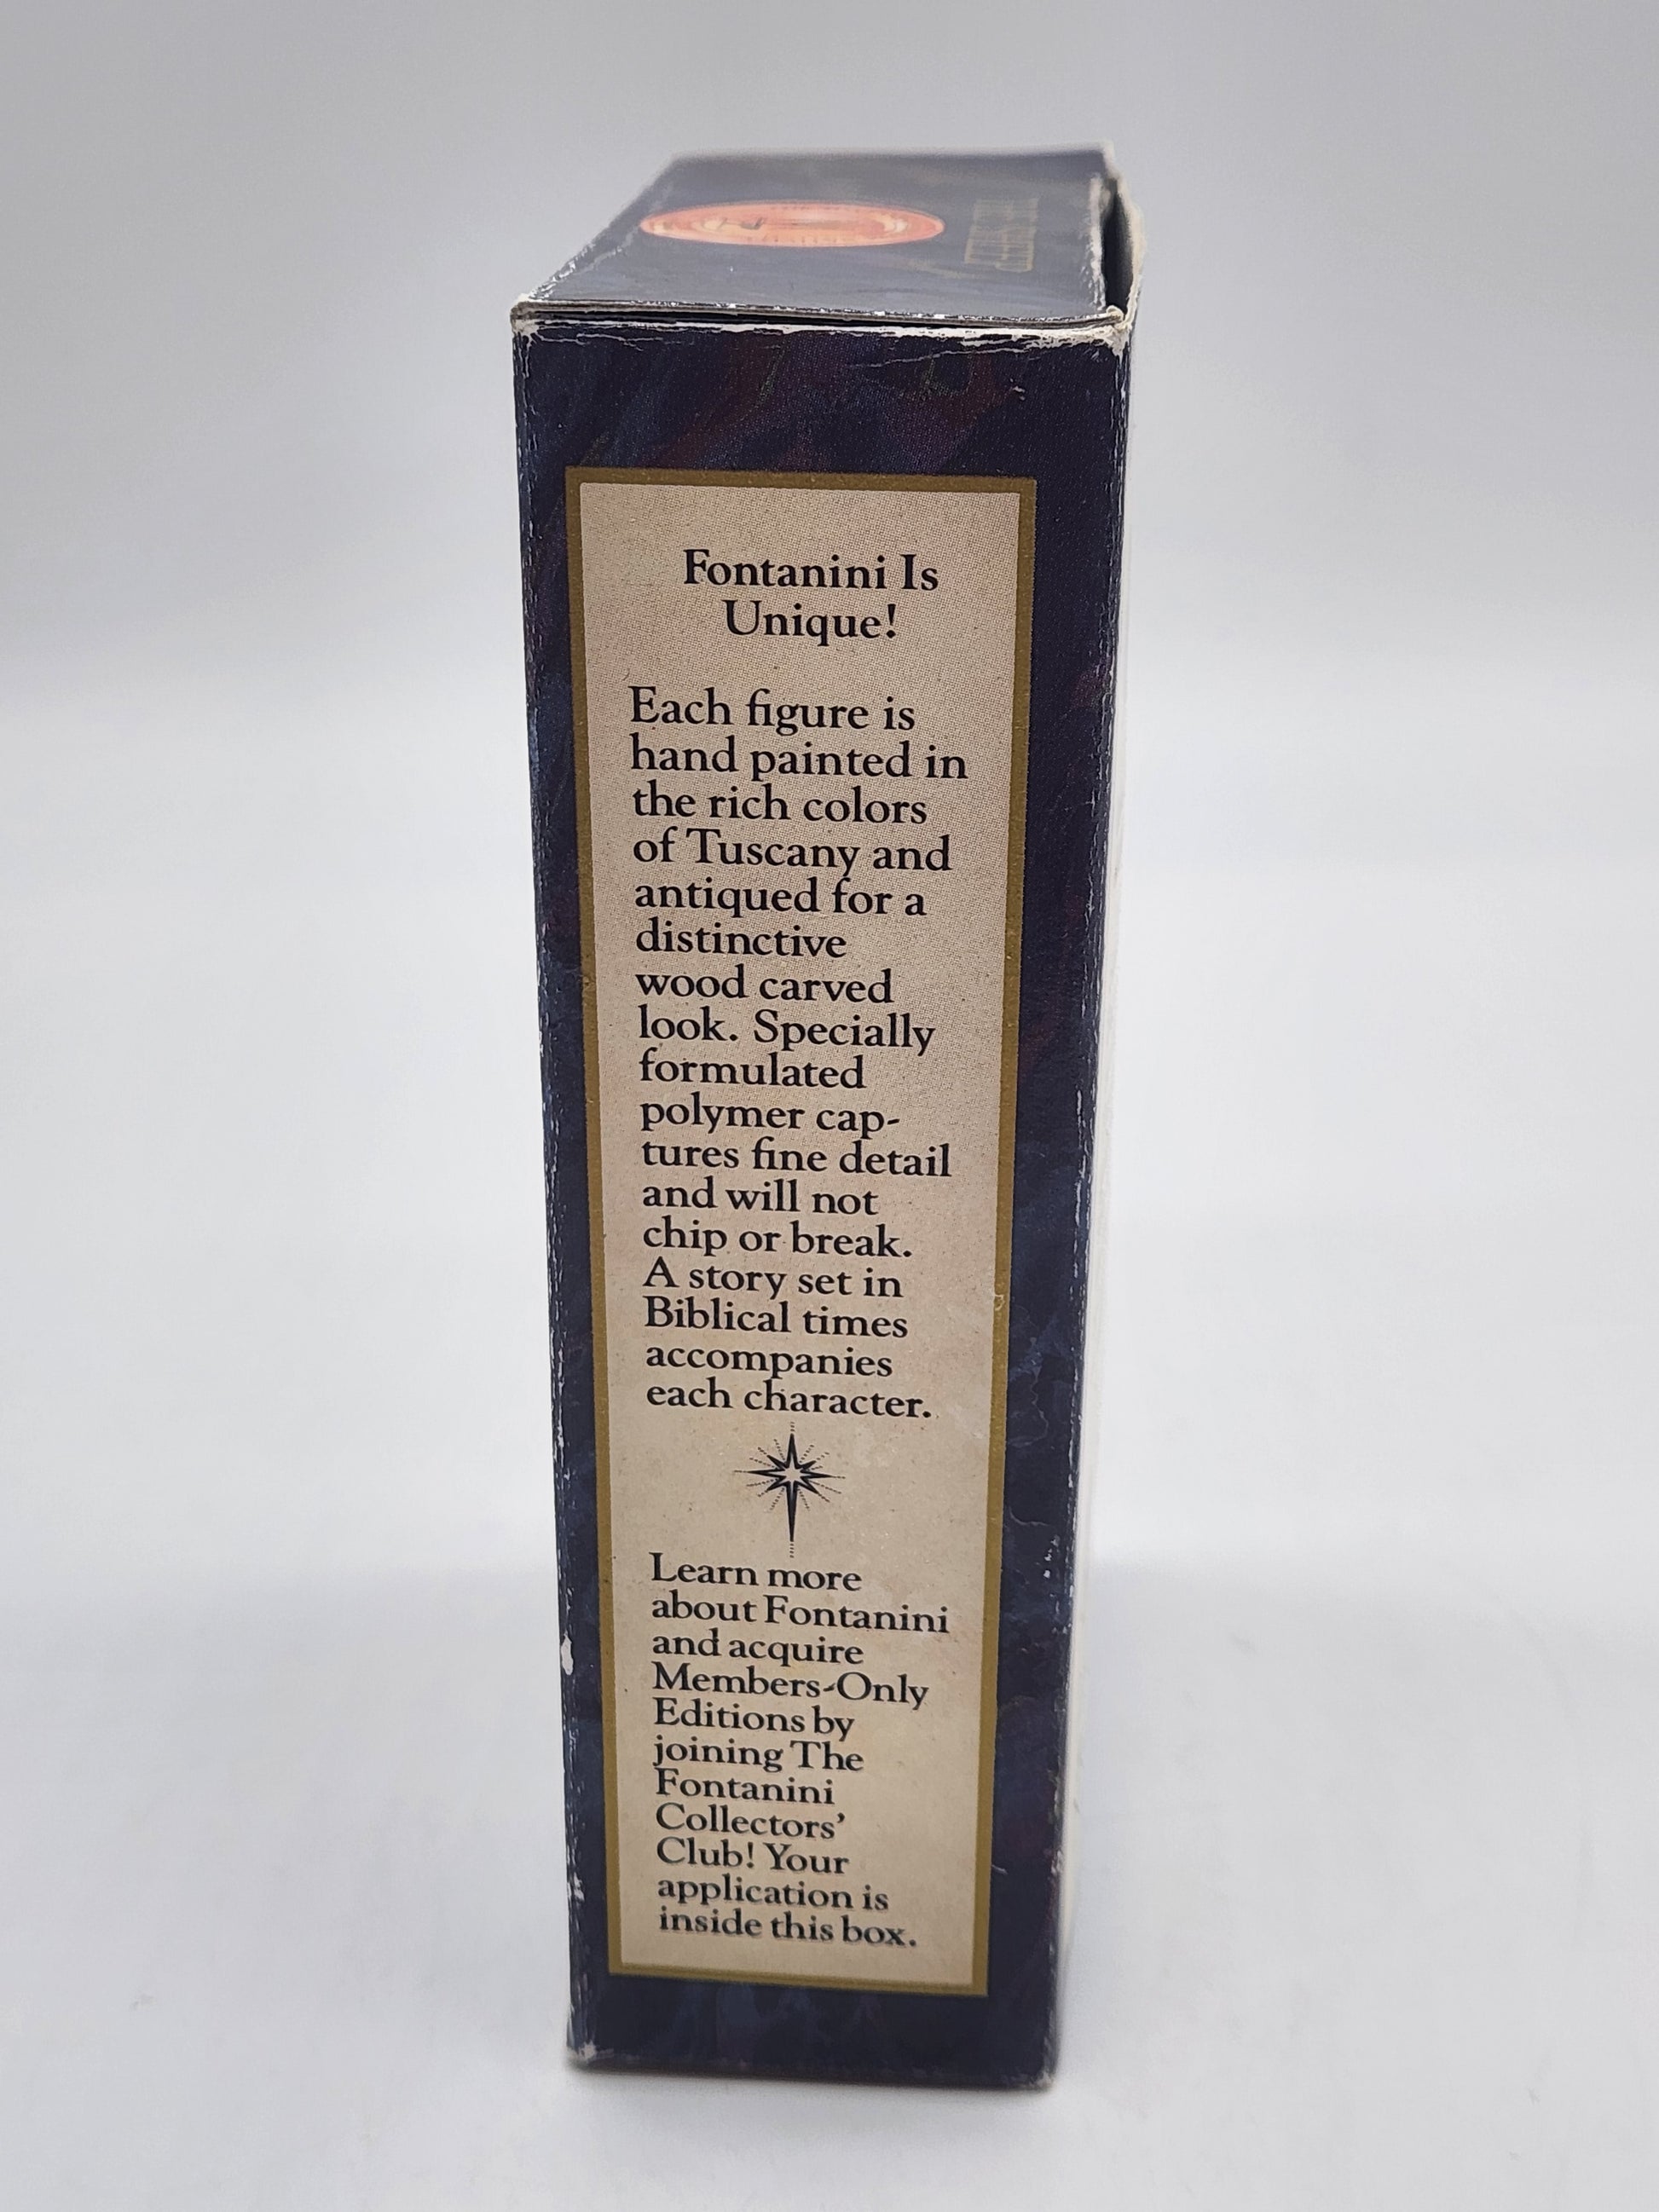 Fontanini Is
Unique!
Each figure is
hand painted in
the rich colors
of Tuscany and
antiqued for a
distinctive
wood carved
look. Specially
formulated
polymer cap-
tures fine detail
and will not
chip or break.
A story set in
Biblical times
accompanies
each character.
Learn more
about Fontanini
and acquire
Members-Only
Editions by
joining The
Fontanini
Collectors'
Club! Your
application is
inside this box.